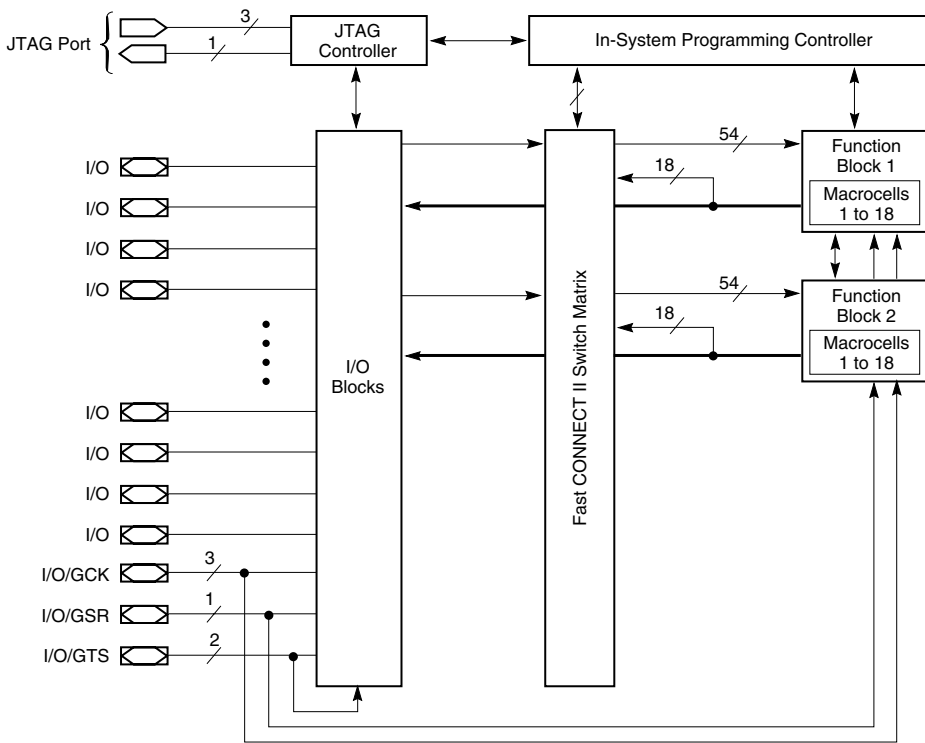 JTAG Port
3
1
JTAG
Controller
In-System Programming Controller
I/O
I/O
I/O
I/O
I/O
I/O
I/O
I/O
I/O/GCK
3
I/O/GSR
1
I/O/GTS
2
I/O
Blocks
Fast CONNECT II Switch Matrix
54
18
54
18
Function
Block 1
Macrocells
1 to 18
Function
Block 2
Macrocells
1 to 18